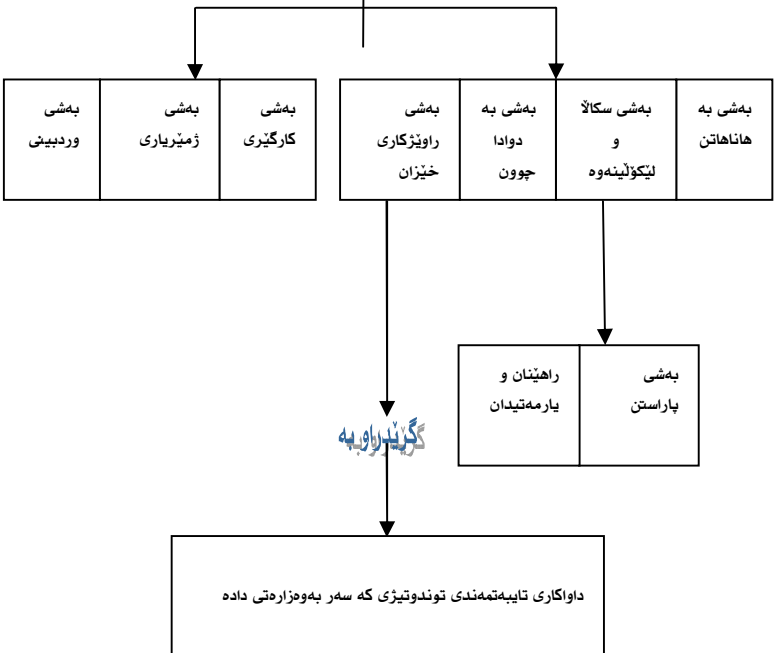 بەشی بە
هاناهاتن
بەشی سکاڵا
و
لێکۆڵینەوە
بەشی بە
دوادا
چوون
بەشی
راوێژکاری
خێزان
بەشی
کارگێری
بەشی
ژمێریاری
بەشی
وردبینی
بەشی
پاراستن
راهێنان و
یارمەتیدان
گرێدراو بە
داواکاری تایبەتمەندی توندوتیژی کە سەر بەوەزارەتی دادە